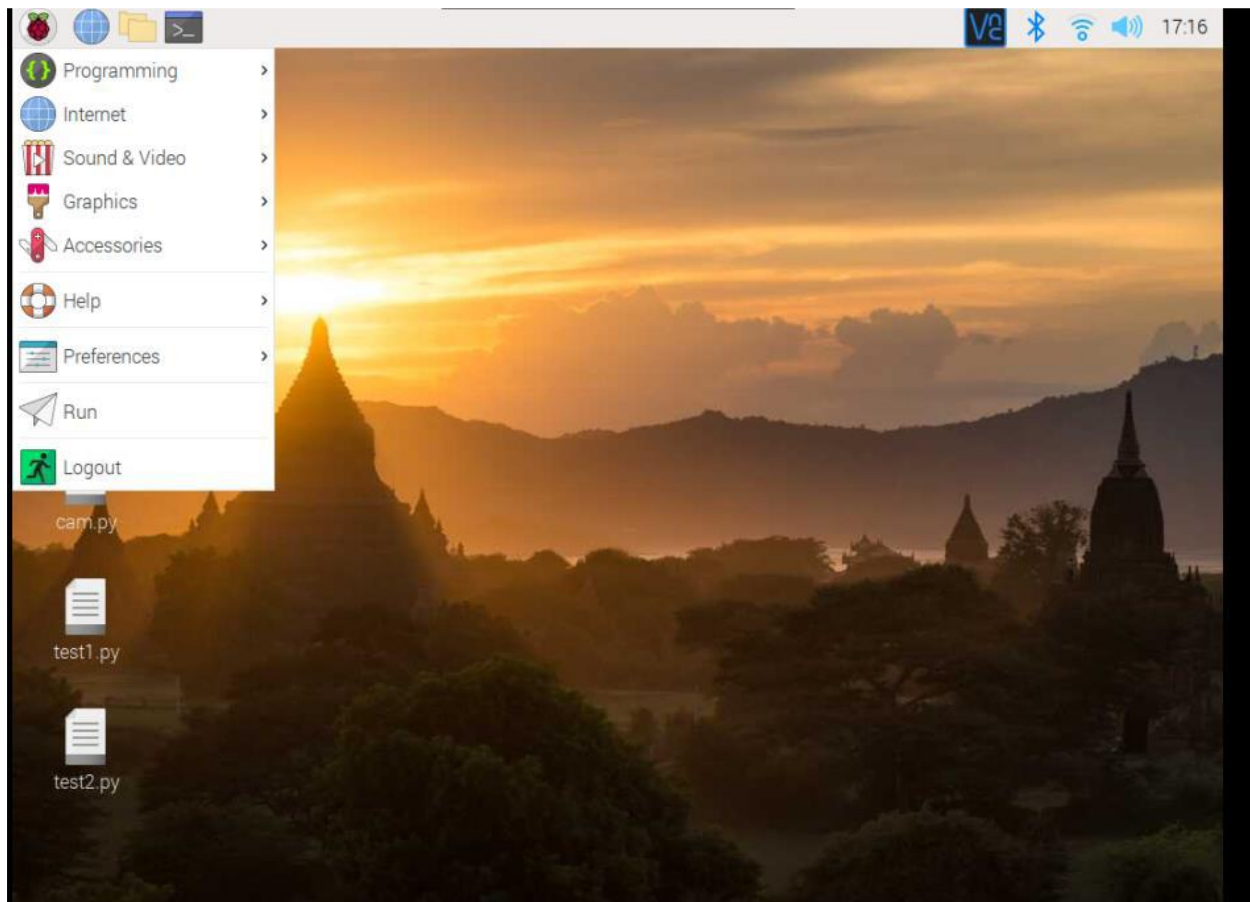 17:16
Programming
Internet
Sound & Video
Graphics
Accessories
Help
Preferences
Run
Logout
cam.py
test1.py
test2.py